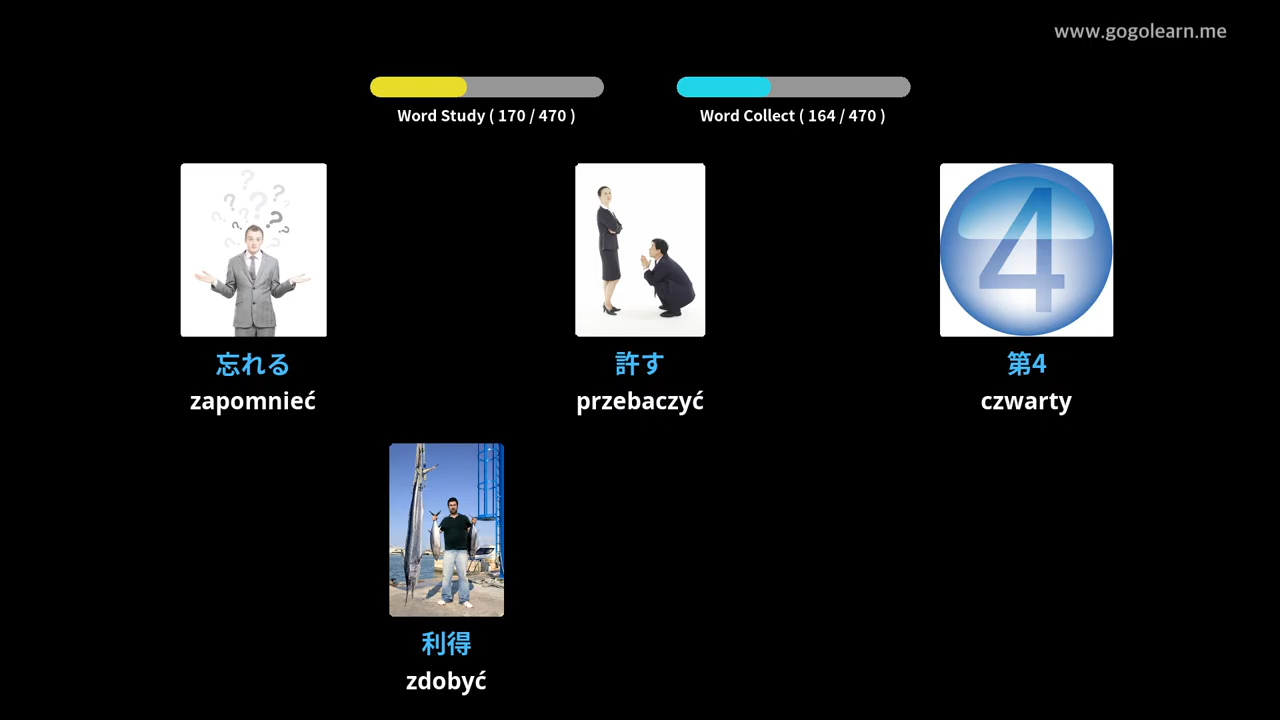 www.gogolearn.me
Word Study ( 170 / 470 )
Word Collect ( 164 / 470 )
忘れる
zapomnieć
許す
przebaczyć
第4
czwarty
利得
zdobyć